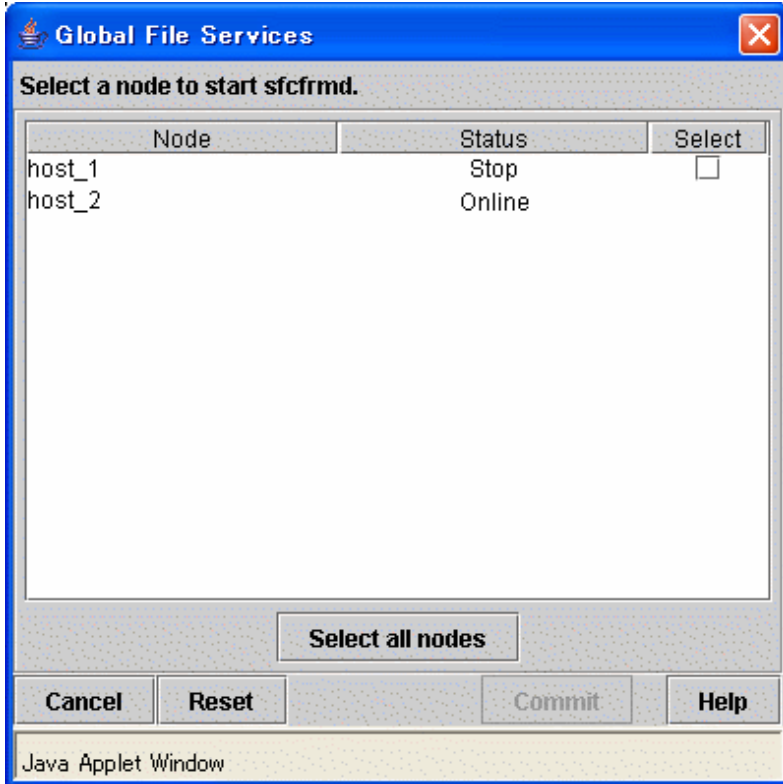 Global File Services
Select a node to start sfcfrmd.
Node Status Select
host_1 Stop
host_2 Online
Select all nodes
Cancel Reset Commit Help
Java Applet Window